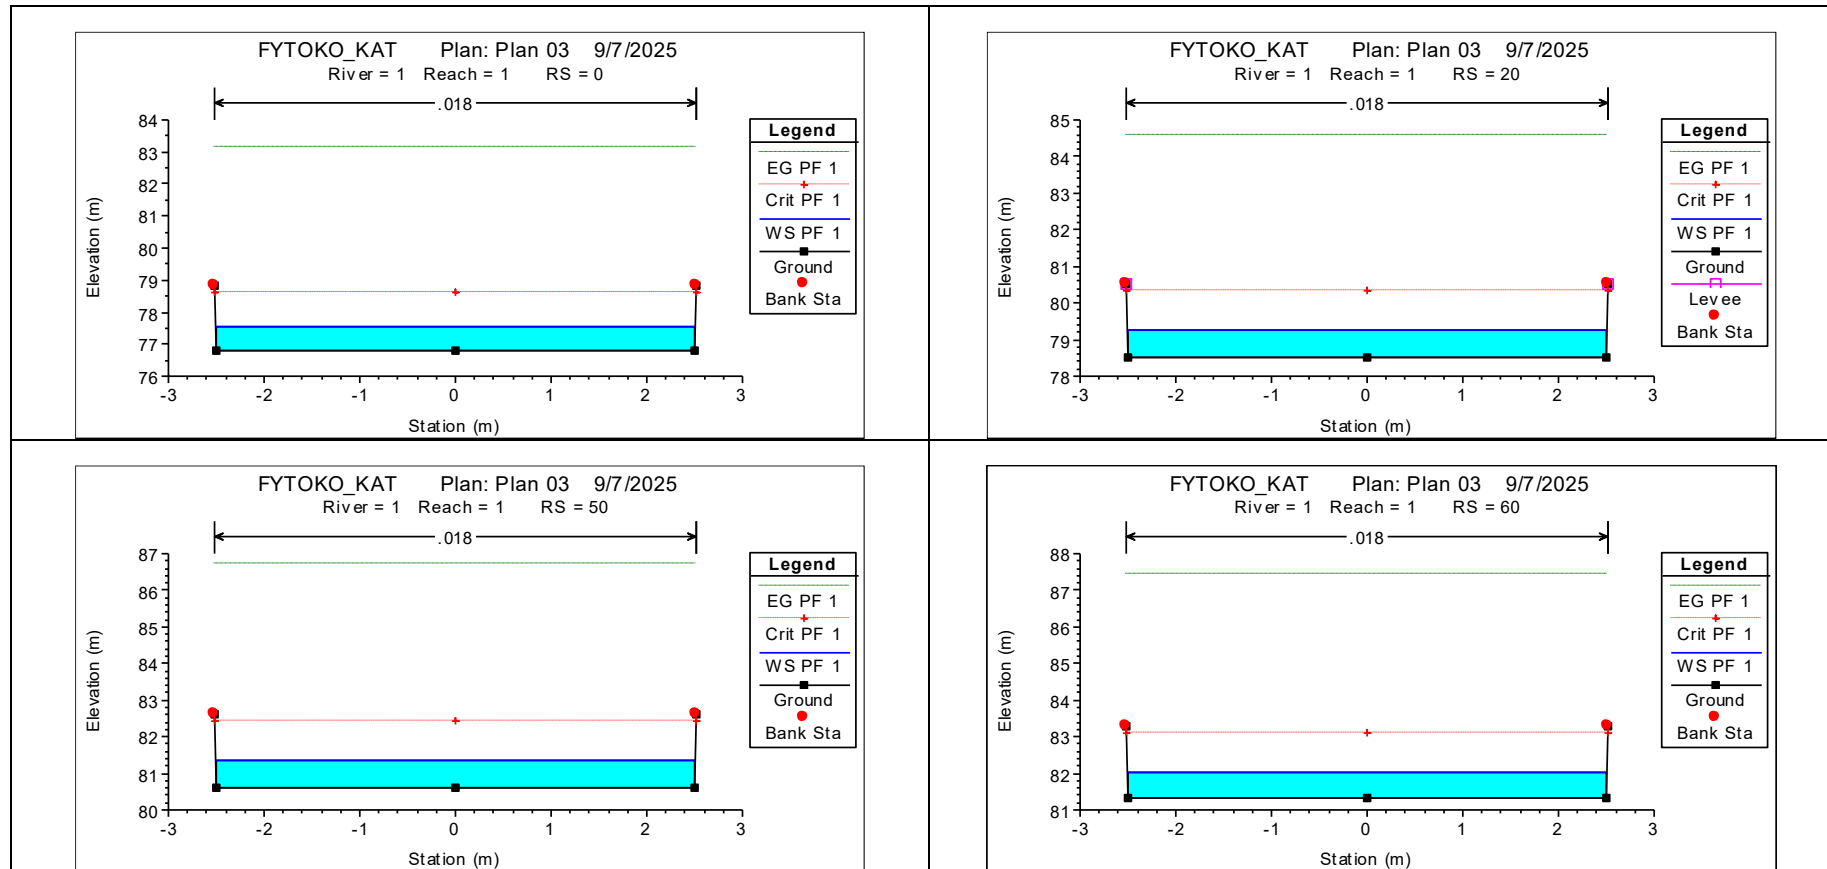 FYTOKO_KAT Plan: Plan 03 9/7/2025
River = 1 Reach = 1 RS = 0
.018
84
83
82
81
80
79
78
77
76
Elevation (m)
-3 -2 -1 0 1 2 3
Station (m)
Legend
EG PF 1
Crit PF 1
WS PF 1
Ground
Bank Sta
FYTOKO_KAT Plan: Plan 03 9/7/2025
River = 1 Reach = 1 RS = 20
.018
85
84
83
82
81
80
79
78
Elevation (m)
-3 -2 -1 0 1 2 3
Station (m)
Legend
EG PF 1
Crit PF 1
WS PF 1
Ground
Levee
Bank Sta
FYTOKO_KAT Plan: Plan 03 9/7/2025
River = 1 Reach = 1 RS = 50
.018
87
86
85
84
83
82
81
80
Elevation (m)
-3 -2 -1 0 1 2 3
Station (m)
Legend
EG PF 1
Crit PF 1
WS PF 1
Ground
Bank Sta
FYTOKO_KAT Plan: Plan 03 9/7/2025
River = 1 Reach = 1 RS = 60
.018
88
87
86
85
84
83
82
81
Elevation (m)
-3 -2 -1 0 1 2 3
Station (m)
Legend
EG PF 1
Crit PF 1
WS PF 1
Ground
Bank Sta